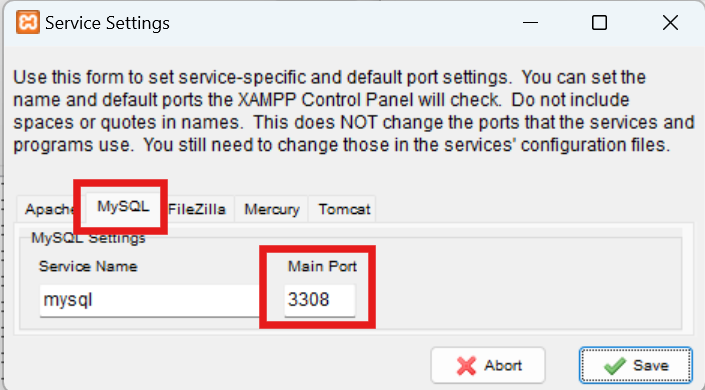 Service Settings
Use this form to set service-specific and default port settings.  You can set the
name and default ports the XAMPP Control Panel will check.  Do not include
spaces or quotes in names.  This does NOT change the ports that the services and
programs use.  You still need to change those in the services' configuration files.
Apache MySQL FileZilla Mercury Tomcat
MySQL Settings
Service Name Main Port
mysql 3308
Abort Save